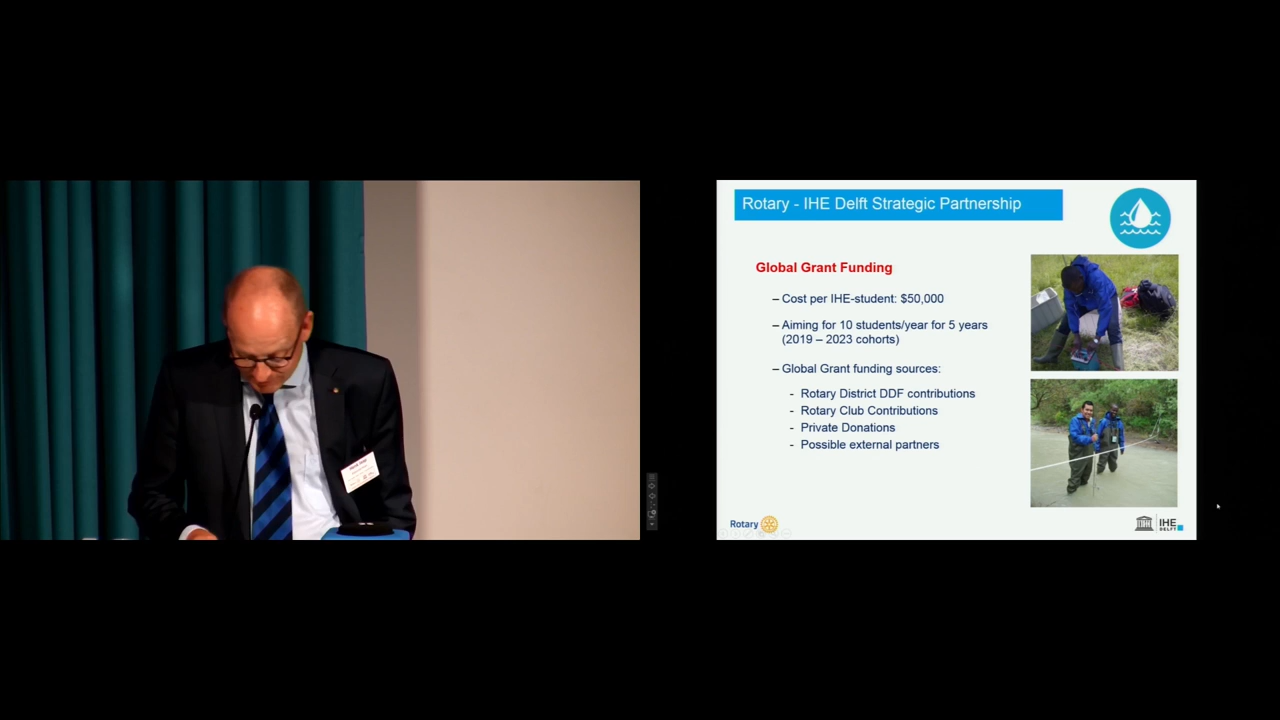 Rotary - IHE Delft Strategic Partnership
Global Grant Funding
– Cost per IHE-student: $50,000
– Aiming for 10 students/year for 5 years
(2019 – 2023 cohorts)
– Global Grant funding sources:
- Rotary District DDF contributions
- Rotary Club Contributions
- Private Donations
- Possible external partners
Rotary
IHE
DELFT